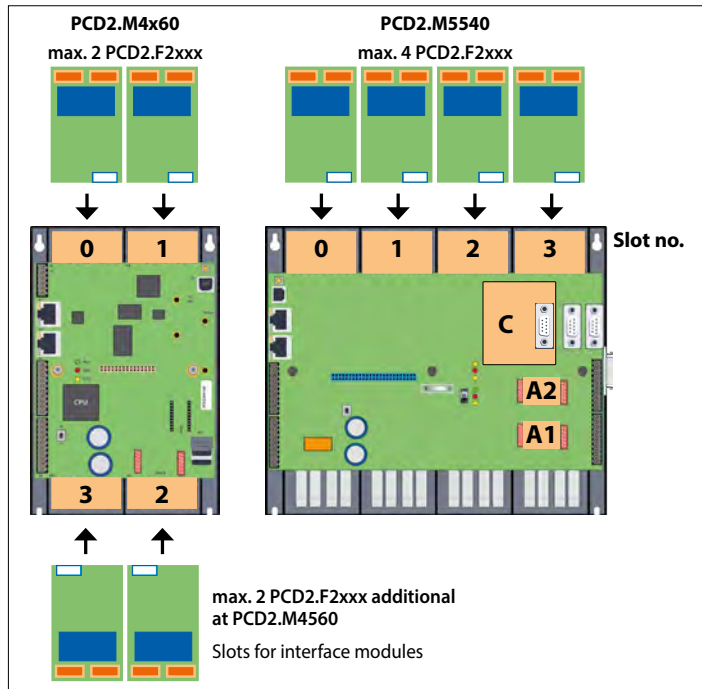 PCD2.M4x60
max. 2 PCD2.F2xxx
PCD2.M5540
max. 4 PCD2.F2xxx
0 1
0 1 2 3
Slot no.
C
A2
A1
CPU
3 2
max. 2 PCD2.F2xxx additional
at PCD2.M4560
Slots for interface modules